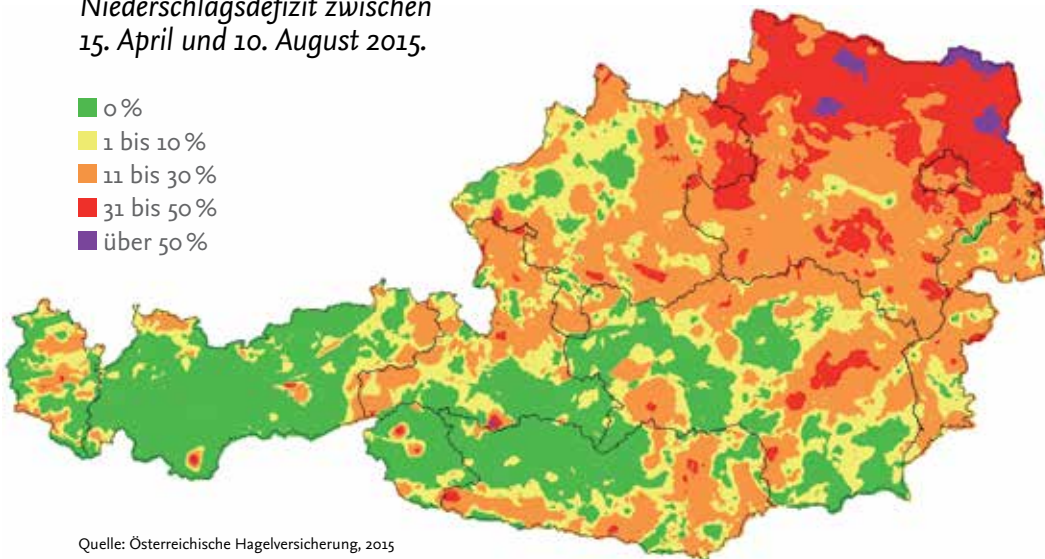 Niederschlagsdefizit zwischen
15. April und 10. August 2015.
0 %
1 bis 10 %
11 bis 30 %
31 bis 50 %
über 50 %
Quelle: Österreichische Hagelversicherung, 2015